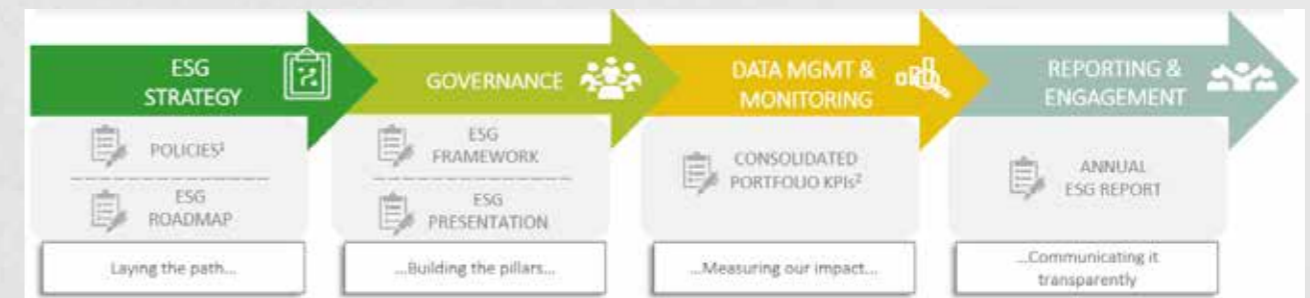 ESG
STRATEGY
GOVERNANCE
DATA MGMT &
MONITORING
REPORTING &
ENGAGEMENT
POLICIES¹
ESG
ROADMAP
ESG
FRAMEWORK
ESG
PRESENTATION
CONSOLIDATED
PORTFOLIO KPIs²
ANNUAL
ESG REPORT
Laying the path...
...Building the pillars...
...Measuring our impact...
...Communicating it
transparently